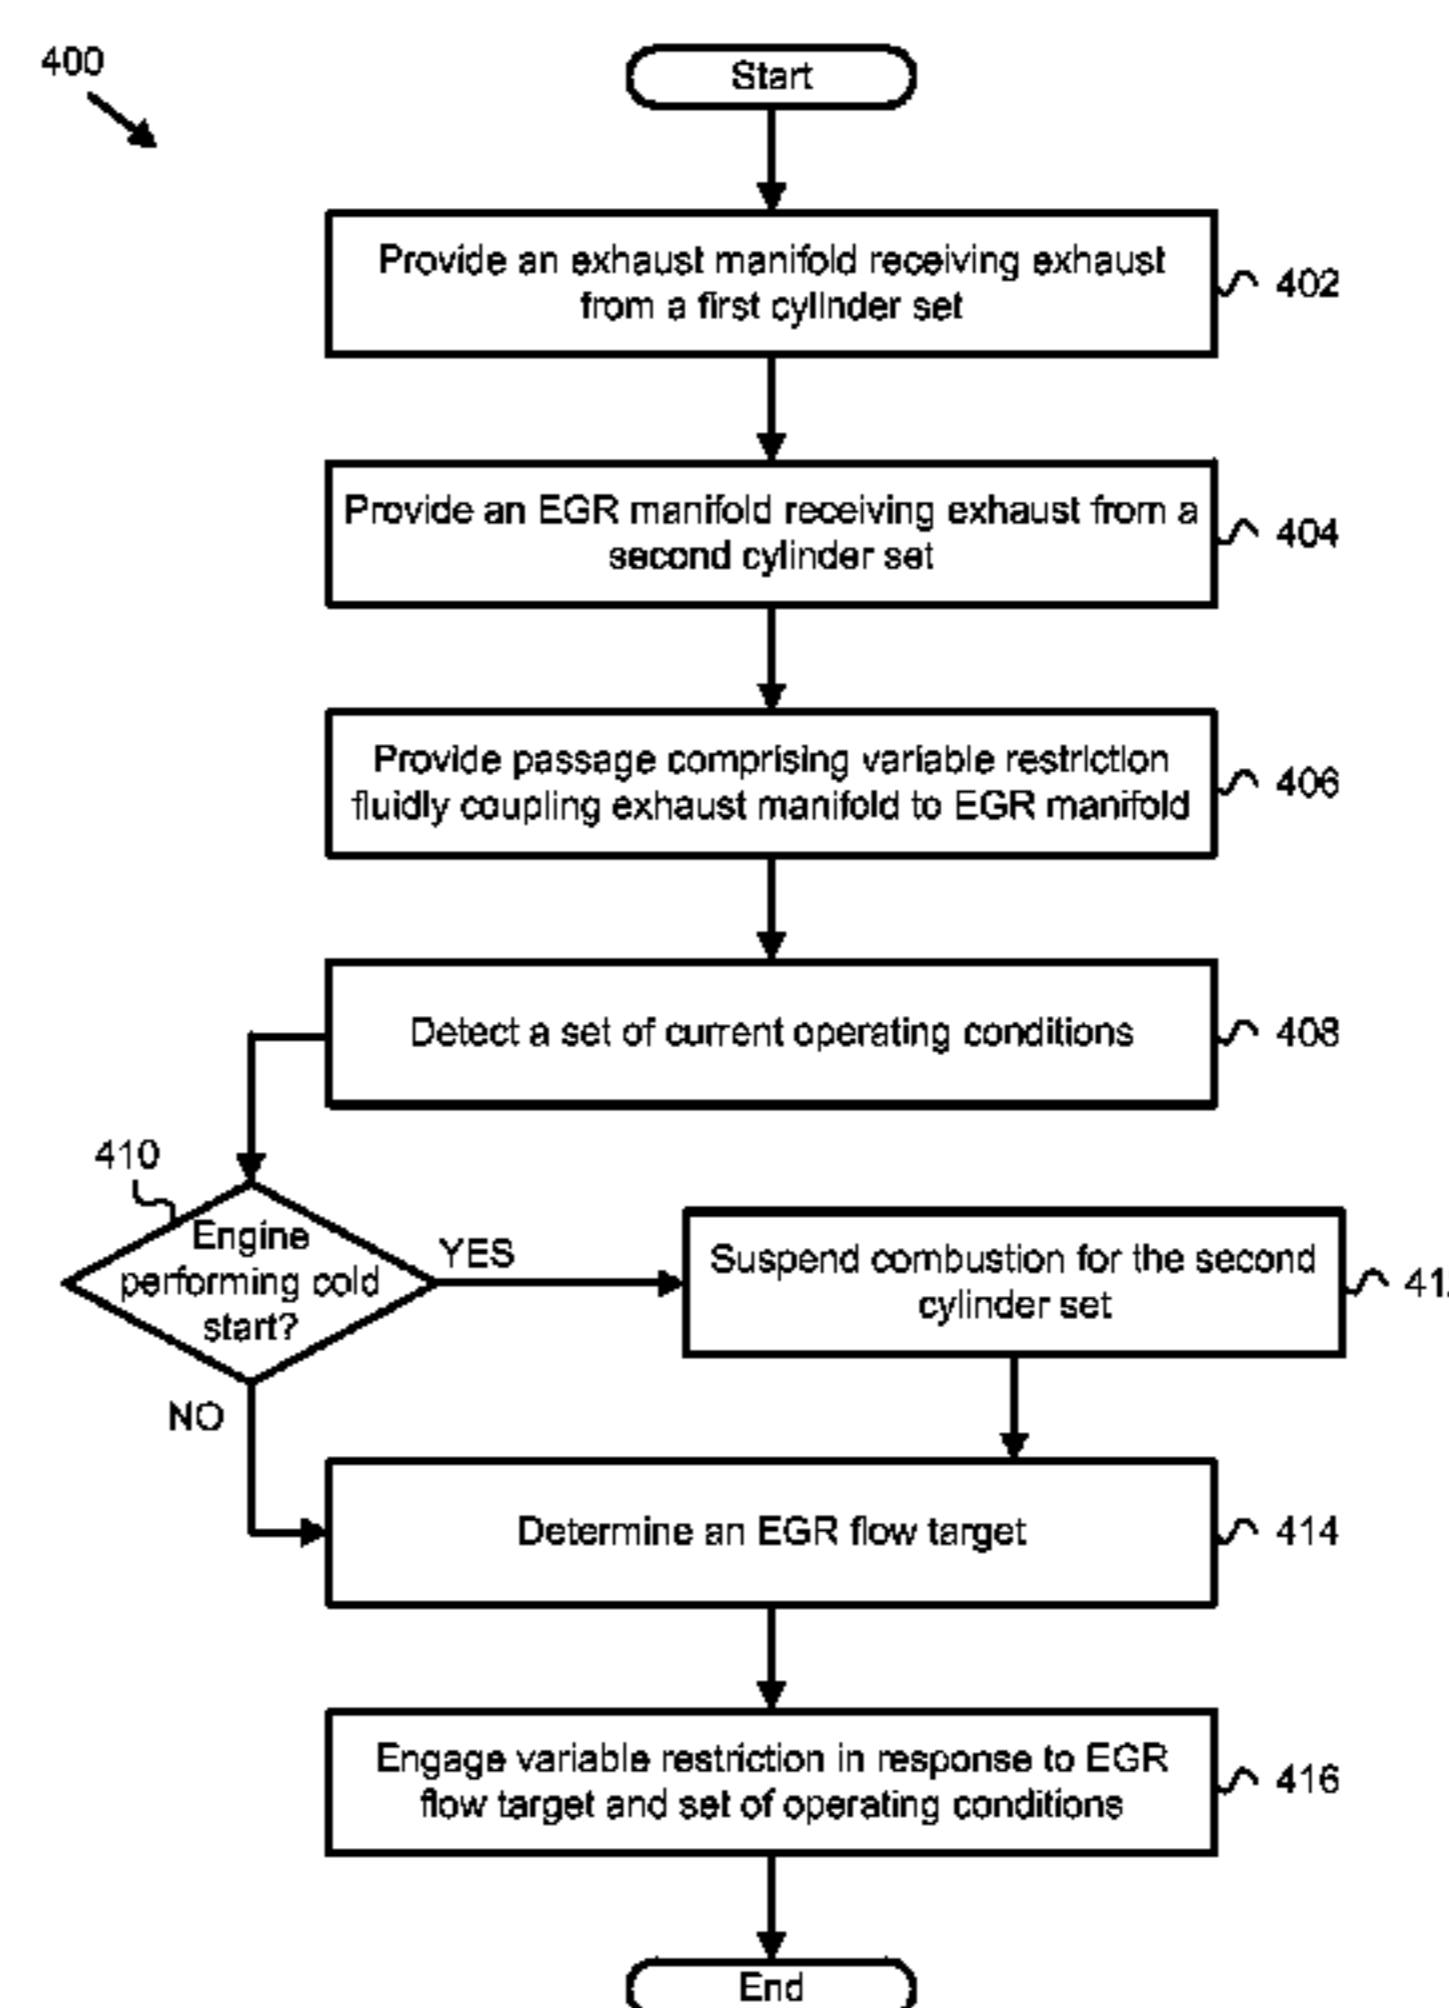 400
Start
Provide an exhaust manifold receiving exhaust
from a first cylinder set
402
Provide an EGR manifold receiving exhaust from a
second cylinder set
404
Provide passage comprising variable restriction
fluidly coupling exhaust manifold to EGR manifold
406
Detect a set of current operating conditions
408
410
Engine
performing cold
start?
YES
Suspend combustion for the second
cylinder set
NO
Determine an EGR flow target
414
Engage variable restriction in response to EGR
flow target and set of operating conditions
416
End